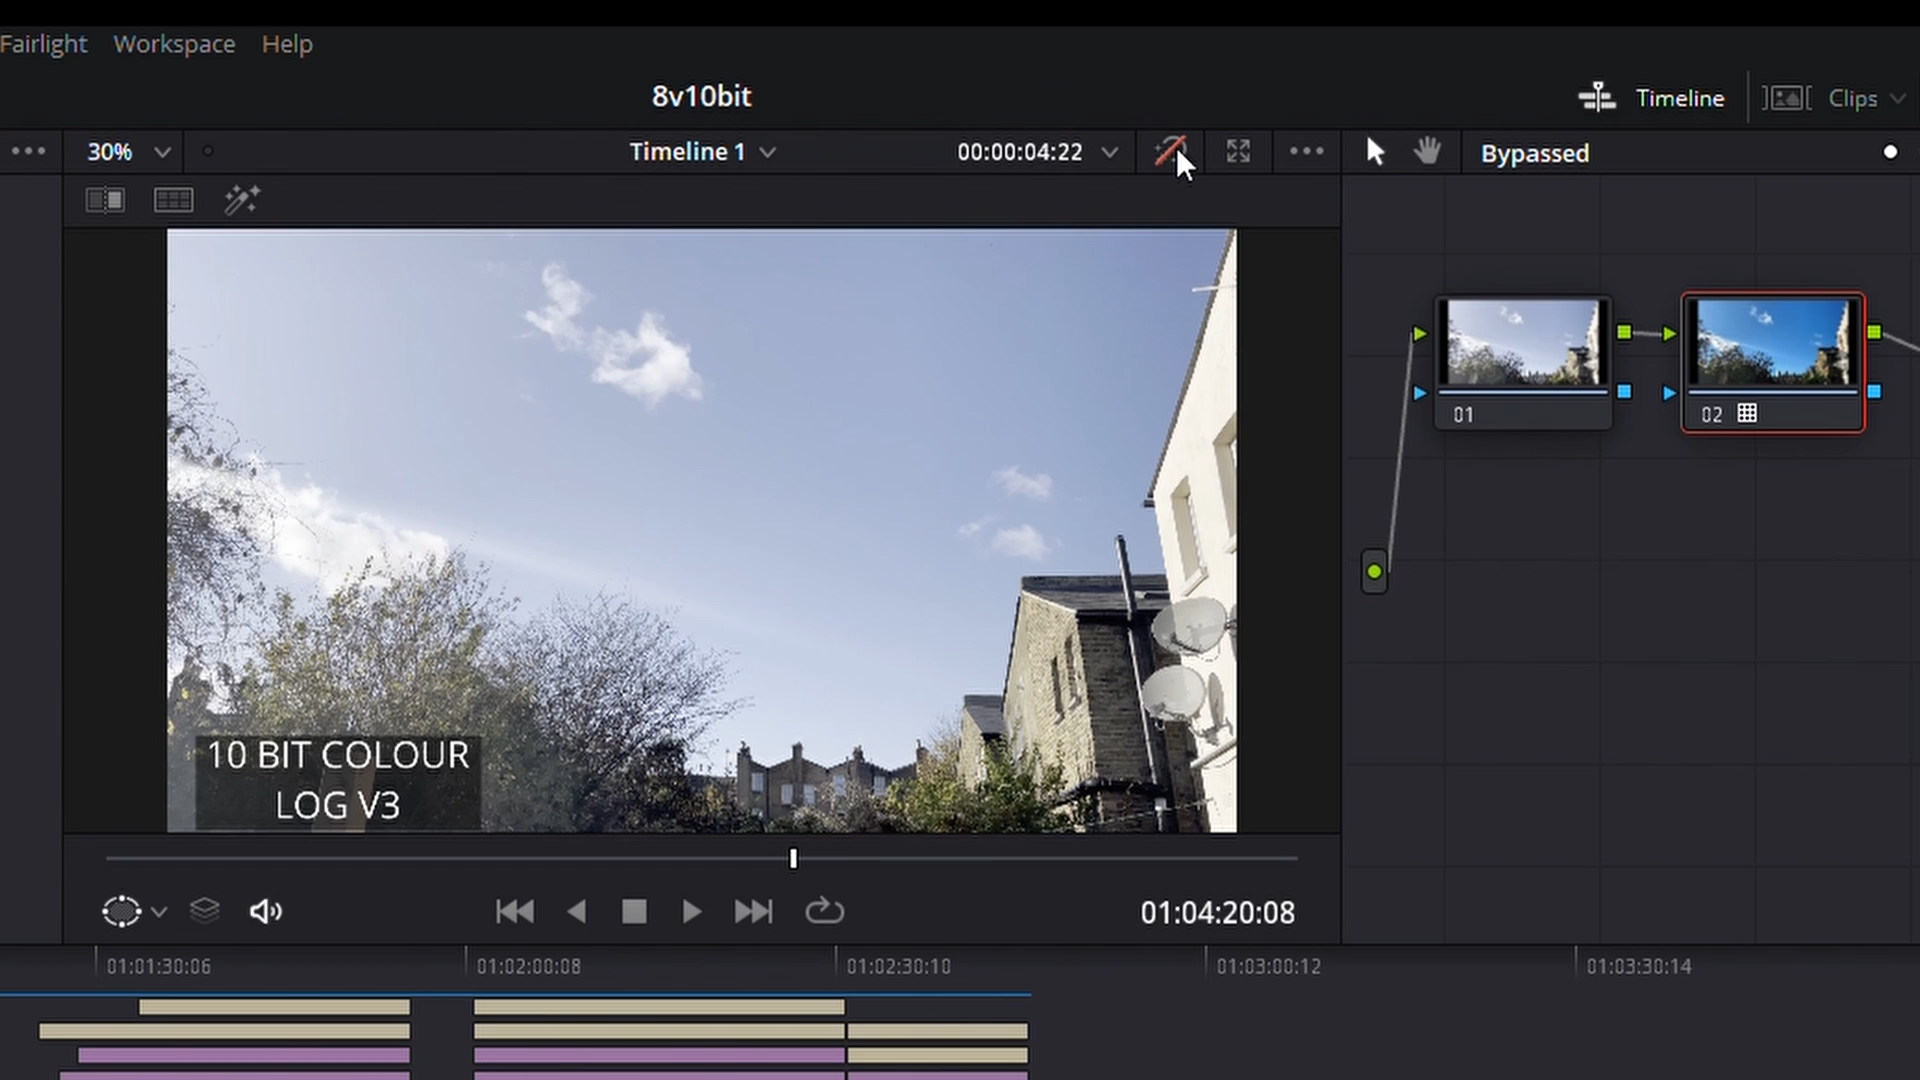 Fairlight Workspace Help
8v10bit
Timeline
Clips
30%
Timeline 1
00:00:04:22
Bypassed
01
02
10 BIT COLOUR
LOG V3
01:04:20:08
01:01:30:06
01:02:00:08
01:02:30:10
01:03:00:12
01:03:30:14